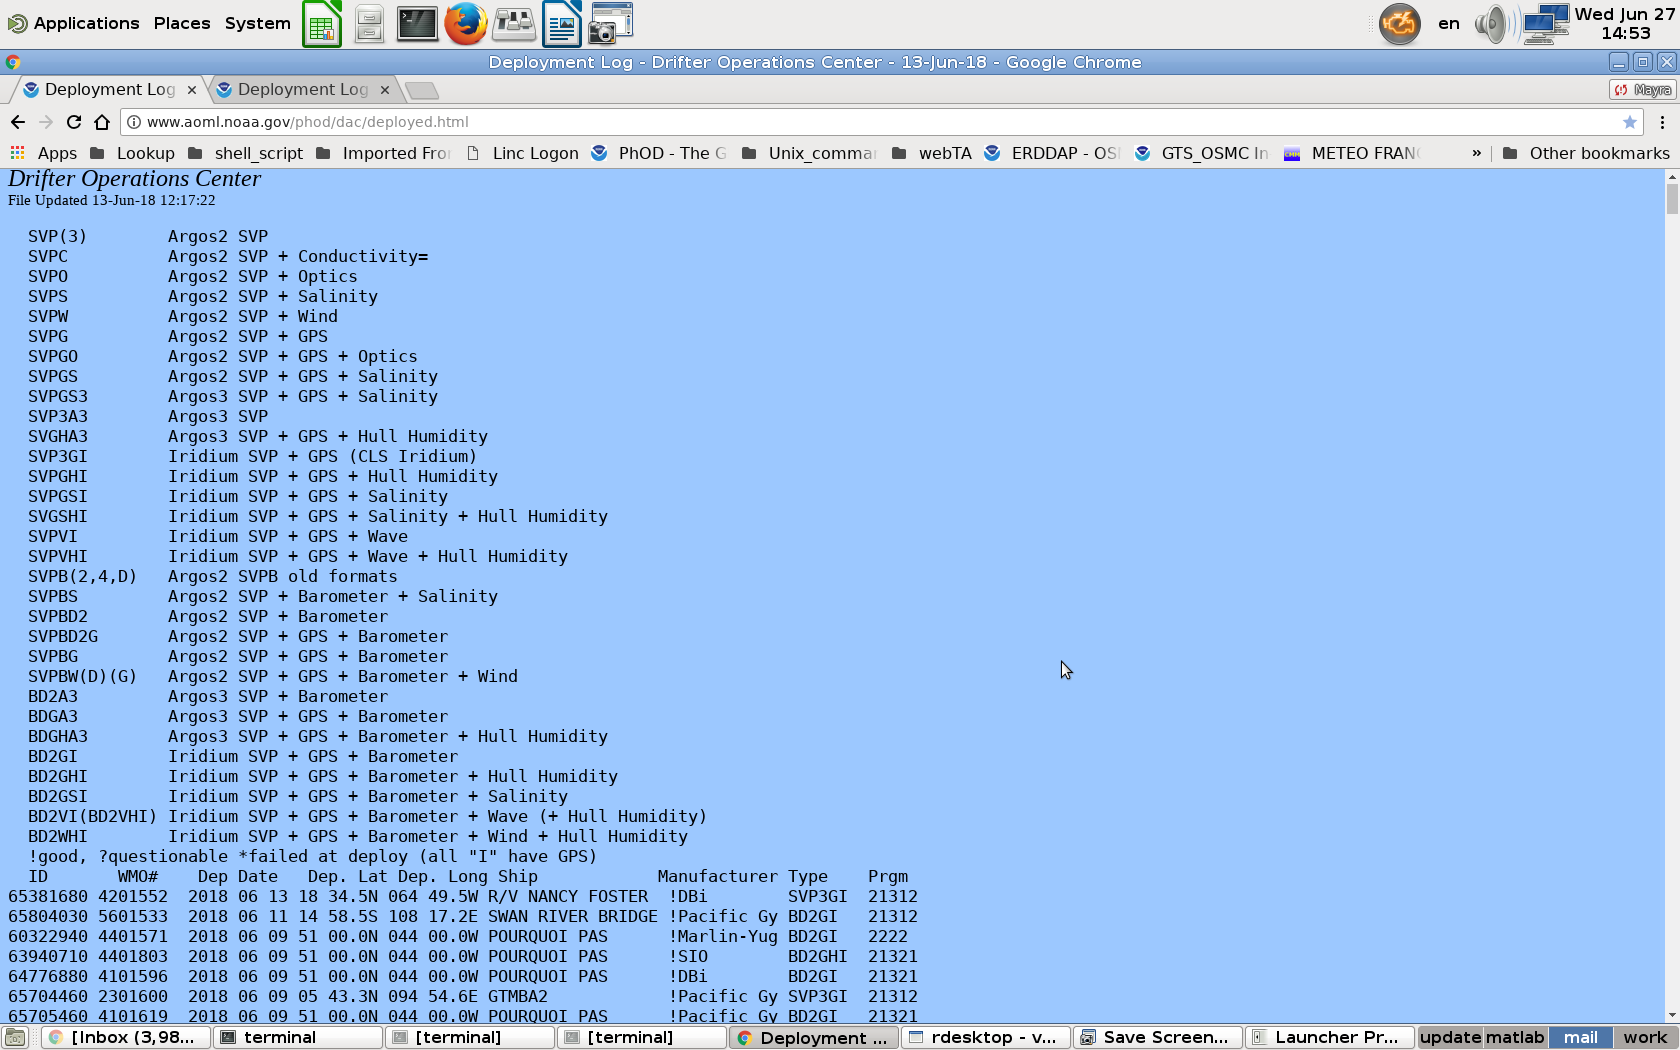 Applications Places System
en
Wed Jun 27
14:53
Deployment Log - Drifter Operations Center - 13-Jun-18 - Google Chrome
Deployment Log
Deployment Log
Mayra
www.aoml.noaa.gov/phod/dac/deployed.html
Apps Lookup shell_script Imported Fro Linc Logon PhOD - The G Unix_comma webTA ERDDAP - OS GTS_OSMC In METEO FRAN » Other bookmarks
Drifter Operations Center
File Updated 13-Jun-18 12:17:22
SVP(3) Argos2 SVP
SVPC Argos2 SVP + Conductivity=
SVPO Argos2 SVP + Optics
SVPS Argos2 SVP + Salinity
SVPW Argos2 SVP + Wind
SVPG Argos2 SVP + GPS
SVPGO Argos2 SVP + GPS + Optics
SVPGS Argos2 SVP + GPS + Salinity
SVPGS3 Argos3 SVP + GPS + Salinity
SVP3A3 Argos3 SVP
SVGHA3 Argos3 SVP + GPS + Hull Humidity
SVP3GI Iridium SVP + GPS (CLS Iridium)
SVPGHI Iridium SVP + GPS + Hull Humidity
SVPGSI Iridium SVP + GPS + Salinity
SVGSHI Iridium SVP + GPS + Salinity + Hull Humidity
SVPVI Iridium SVP + GPS + Wave
SVPVHI Iridium SVP + GPS + Wave + Hull Humidity
SVPB(2,4,D) Argos2 SVPB old formats
SVPBS Argos2 SVP + Barometer + Salinity
SVPBD2 Argos2 SVP + Barometer
SVPBD2G Argos2 SVP + GPS + Barometer
SVPBG Argos2 SVP + GPS + Barometer
SVPBW(D)(G) Argos2 SVP + GPS + Barometer + Wind
BD2A3 Argos3 SVP + Barometer
BDGA3 Argos3 SVP + GPS + Barometer
BDGHA3 Argos3 SVP + GPS + Barometer + Hull Humidity
BD2GI Iridium SVP + GPS + Barometer
BD2GHI Iridium SVP + GPS + Barometer + Hull Humidity
BD2GSI Iridium SVP + GPS + Barometer + Salinity
BD2VI(BD2VHI) Iridium SVP + GPS + Barometer + Wave (+ Hull Humidity)
BD2WHI Iridium SVP + GPS + Barometer + Wind + Hull Humidity
!good, ?questionable *failed at deploy (all "I" have GPS)
ID WMO# Dep Date Dep. Lat Dep. Long Ship Manufacturer Type Prgm
65381680 4201552 2018 06 13 18 34.5N 064 49.5W R/V NANCY FOSTER !DBi SVP3GI 21312
65804030 5601533 2018 06 11 14 58.5S 108 17.2E SWAN RIVER BRIDGE !Pacific Gy BD2GI 21312
60322940 4401571 2018 06 09 51 00.0N 044 00.0W POURQUOI PAS !Marlin-Yug BD2GI 2222
63940710 4401803 2018 06 09 51 00.0N 044 00.0W POURQUOI PAS !SIO BD2GHI 21321
64776880 4101596 2018 06 09 51 00.0N 044 00.0W POURQUOI PAS !DBi BD2GI 21321
65704460 2301600 2018 06 09 05 43.3N 094 54.6E GTMBA2 !Pacific Gy SVP3GI 21312
65705460 4101619 2018 06 09 51 00.0N 044 00.0W POURQUOI PAS !Pacific Gy BD2GI 21321
[Inbox (3,98... terminal [terminal] [terminal] Deployment ... rdesktop - v... Save Screen... Launcher Pr... update matlab mail work